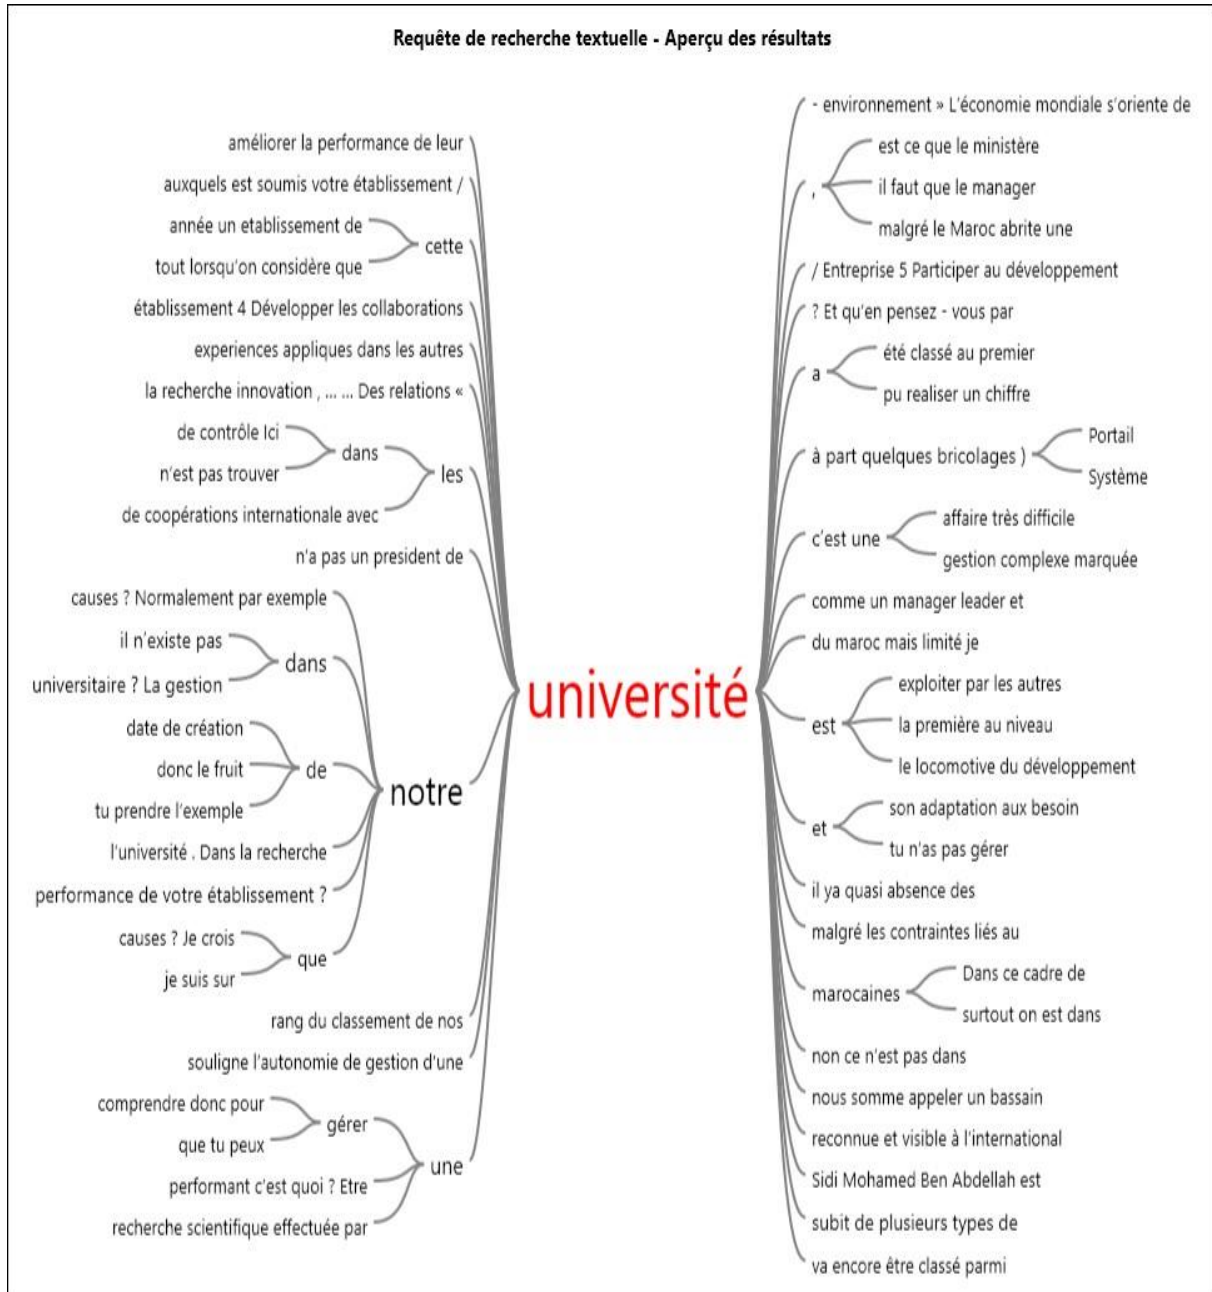 Requête de recherche textuelle - Aperçu des résultats
améliorer la performance de leur
auxquels est soumis votre établissement /
année un etablissement de
tout lorsqu'on considère que
cette
établissement 4 Développer les collaborations
experiences appliques dans les autres
la recherche innovation , ... ... Des relations «
de contrôle Ici
n'est pas trouver
dans
de coopérations internationale avec
les
n'a pas un president de
causes ? Normalement par exemple
il n'existe pas
universitaire ? La gestion
dans
date de création
donc le fruit
tu prendre l'exemple
de
l'université . Dans la recherche
performance de votre établissement ?
causes ? Je crois
je suis sur
que
notre
rang du classement de nos
souligne l'autonomie de gestion d'une
comprendre donc pour
que tu peux
gérer
performant c'est quoi ? Etre
recherche scientifique effectuée par
une
université
- environnement » L'économie mondiale s'oriente de
,
est ce que le ministère
il faut que le manager
malgré le Maroc abrite une
/ Entreprise 5 Participer au développement
? Et qu'en pensez - vous par
a
été classé au premier
pu realiser un chiffre
à part quelques bricolages )
Portail
Système
c'est une
affaire très difficile
gestion complexe marquée
comme un manager leader et
du maroc mais limité je
est
exploiter par les autres
la première au niveau
le locomotive du développement
et
son adaptation aux besoin
tu n'as pas gérer
il ya quasi absence des
malgré les contraintes liés au
marocaines
Dans ce cadre de
surtout on est dans
non ce n'est pas dans
nous somme appeler un bassain
reconnue et visible à l'international
Sidi Mohamed Ben Abdellah est
subit de plusieurs types de
va encore être classé parmi